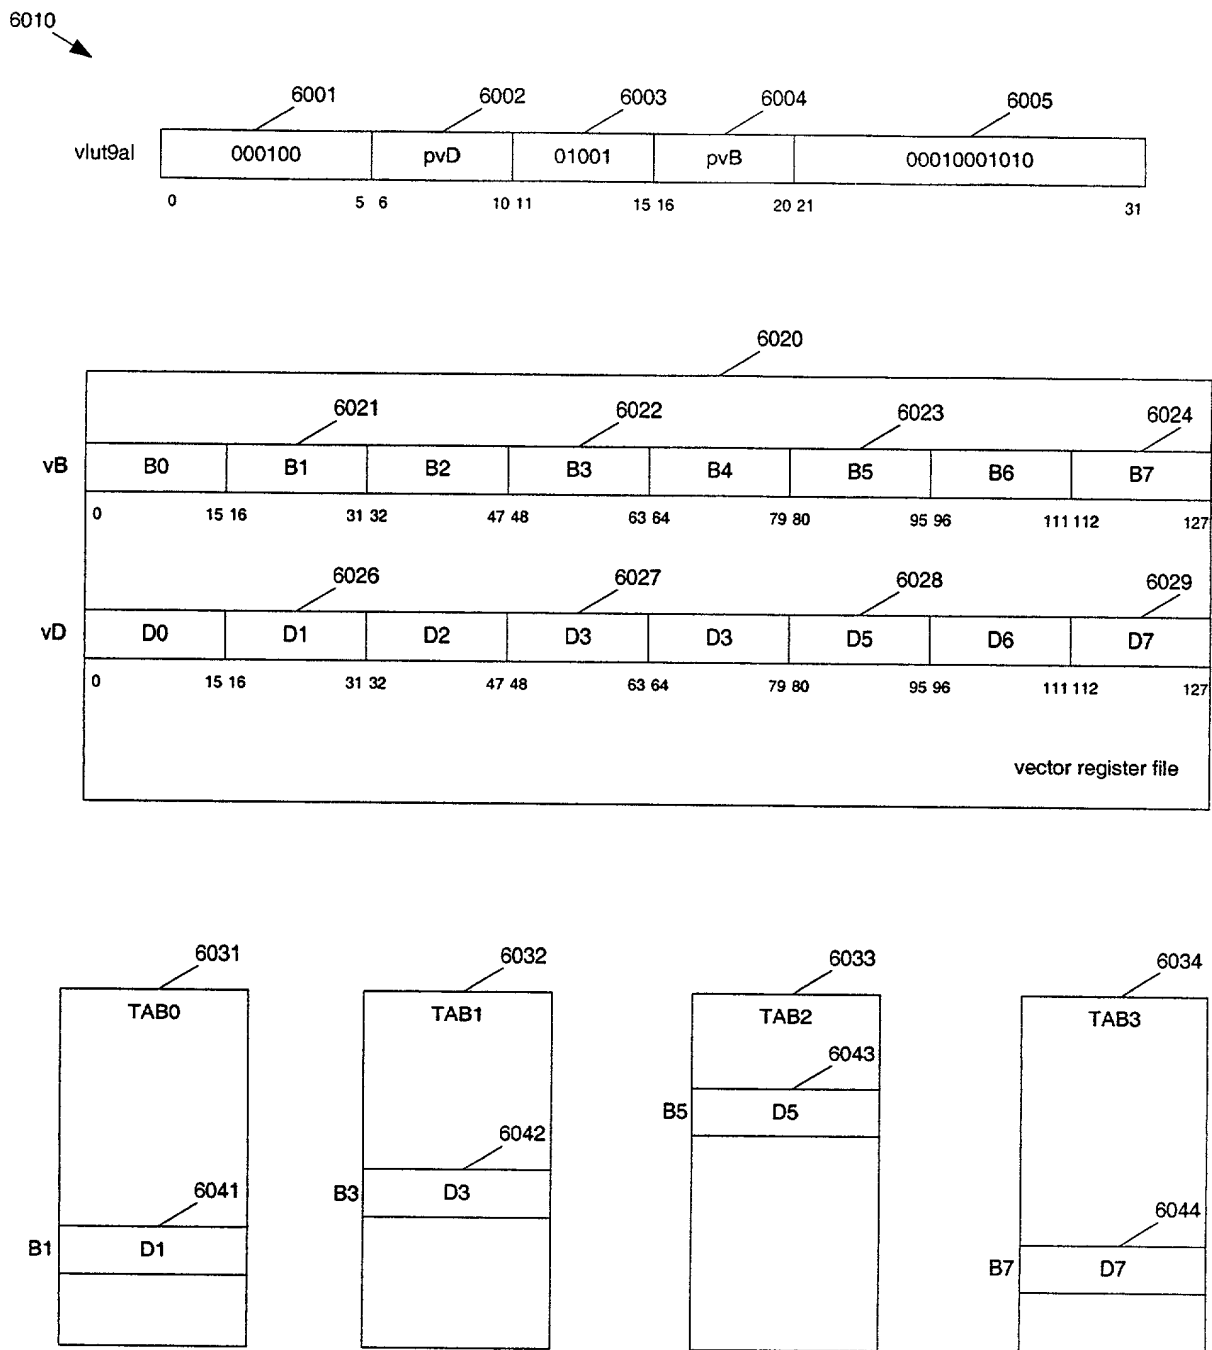 6010
6001 6002 6003 6004 6005
vlut9al 000100 pvD 01001 pvB 00010001010
0 5 6 10 11 15 16 20 21 31
6020
6021 6022 6023 6024
vB B0 B1 B2 B3 B4 B5 B6 B7
0 15 16 31 32 47 48 63 64 79 80 95 96 111 112 127
6026 6027 6028 6029
vD D0 D1 D2 D3 D3 D5 D6 D7
0 15 16 31 32 47 48 63 64 79 80 95 96 111 112 127
vector register file
6031 6032 6033 6034
TAB0 TAB1 TAB2 TAB3
6043
B5 D5
6042
B3 D3
6041 6044
B1 D1 B7 D7